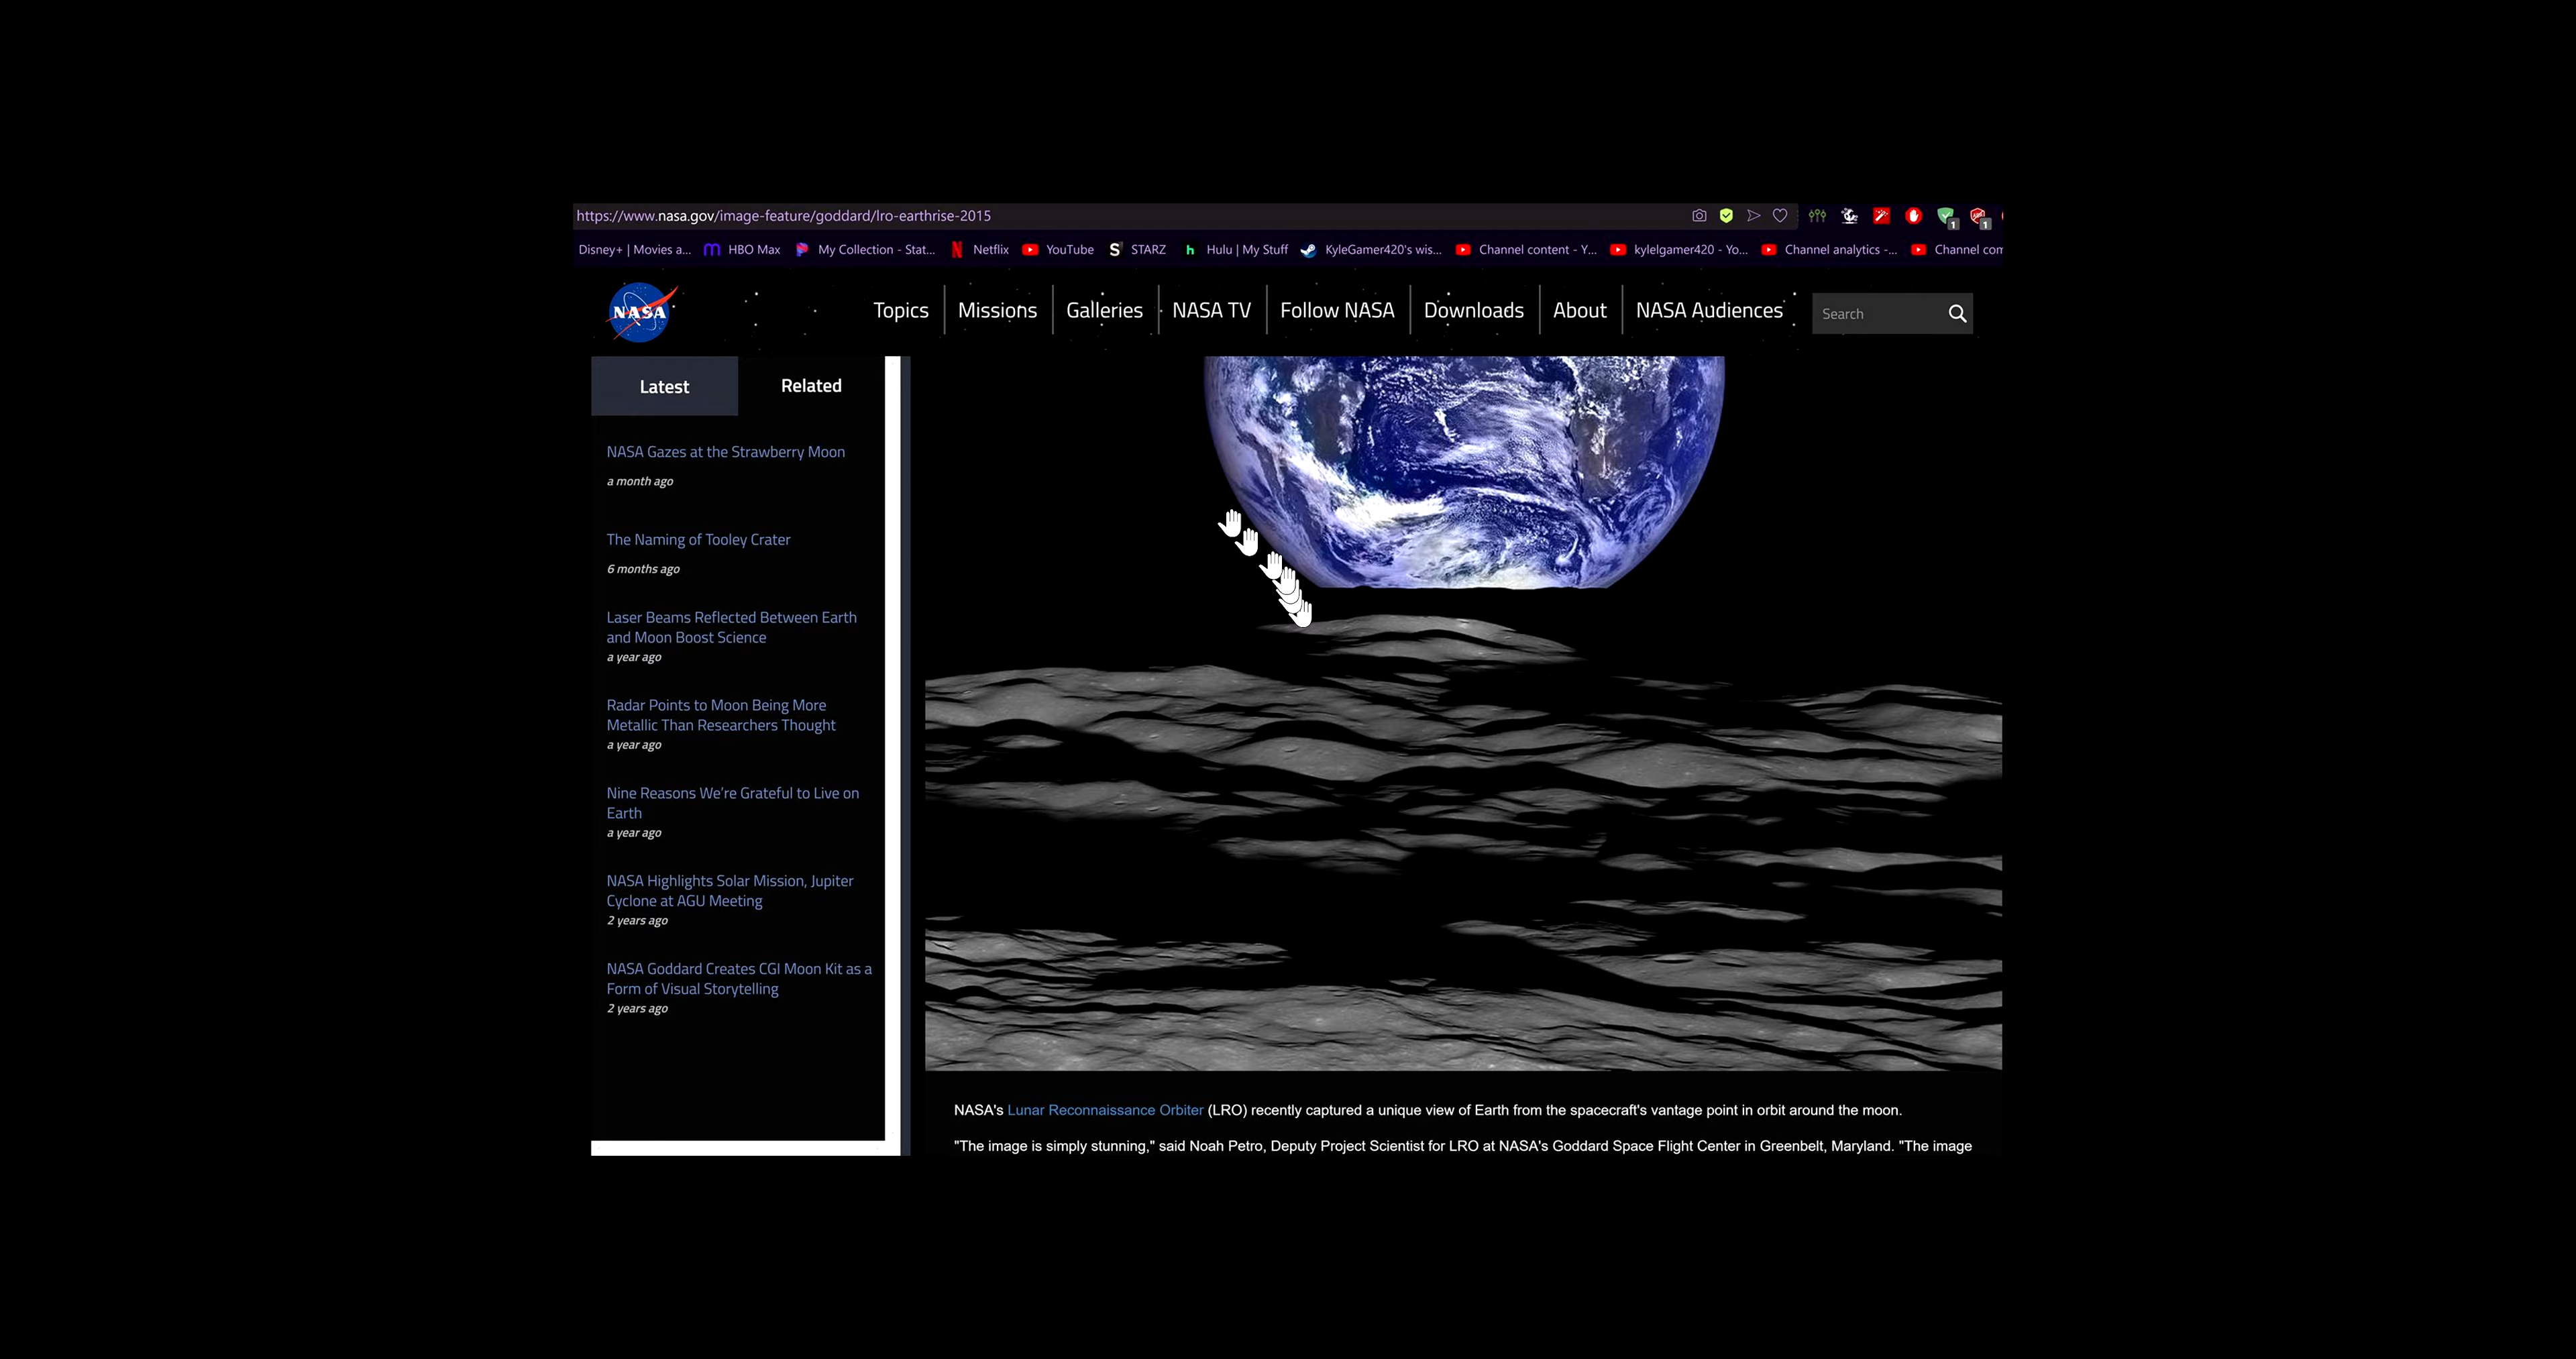 https://www.nasa.gov/image-feature/goddard/lro-earthrise-2015
1 1
Disney+ | Movies a... HBO Max My Collection - Stat... Netflix YouTube STARZ h Hulu | My Stuff KyleGamer420's wis... Channel content - Y... kylelgamer420 - Yo... Channel analytics -... Channel com
NASA Topics Missions Galleries NASA TV Follow NASA Downloads About NASA Audiences Search
Latest Related
NASA Gazes at the Strawberry Moon
a month ago
The Naming of Tooley Crater
6 months ago
Laser Beams Reflected Between Earth
and Moon Boost Science
a year ago
Radar Points to Moon Being More
Metallic Than Researchers Thought
a year ago
Nine Reasons We're Grateful to Live on
Earth
a year ago
NASA Highlights Solar Mission, Jupiter
Cyclone at AGU Meeting
2 years ago
NASA Goddard Creates CGI Moon Kit as a
Form of Visual Storytelling
2 years ago
NASA's Lunar Reconnaissance Orbiter (LRO) recently captured a unique view of Earth from the spacecraft's vantage point in orbit around the moon.
"The image is simply stunning," said Noah Petro, Deputy Project Scientist for LRO at NASA's Goddard Space Flight Center in Greenbelt, Maryland. "The image